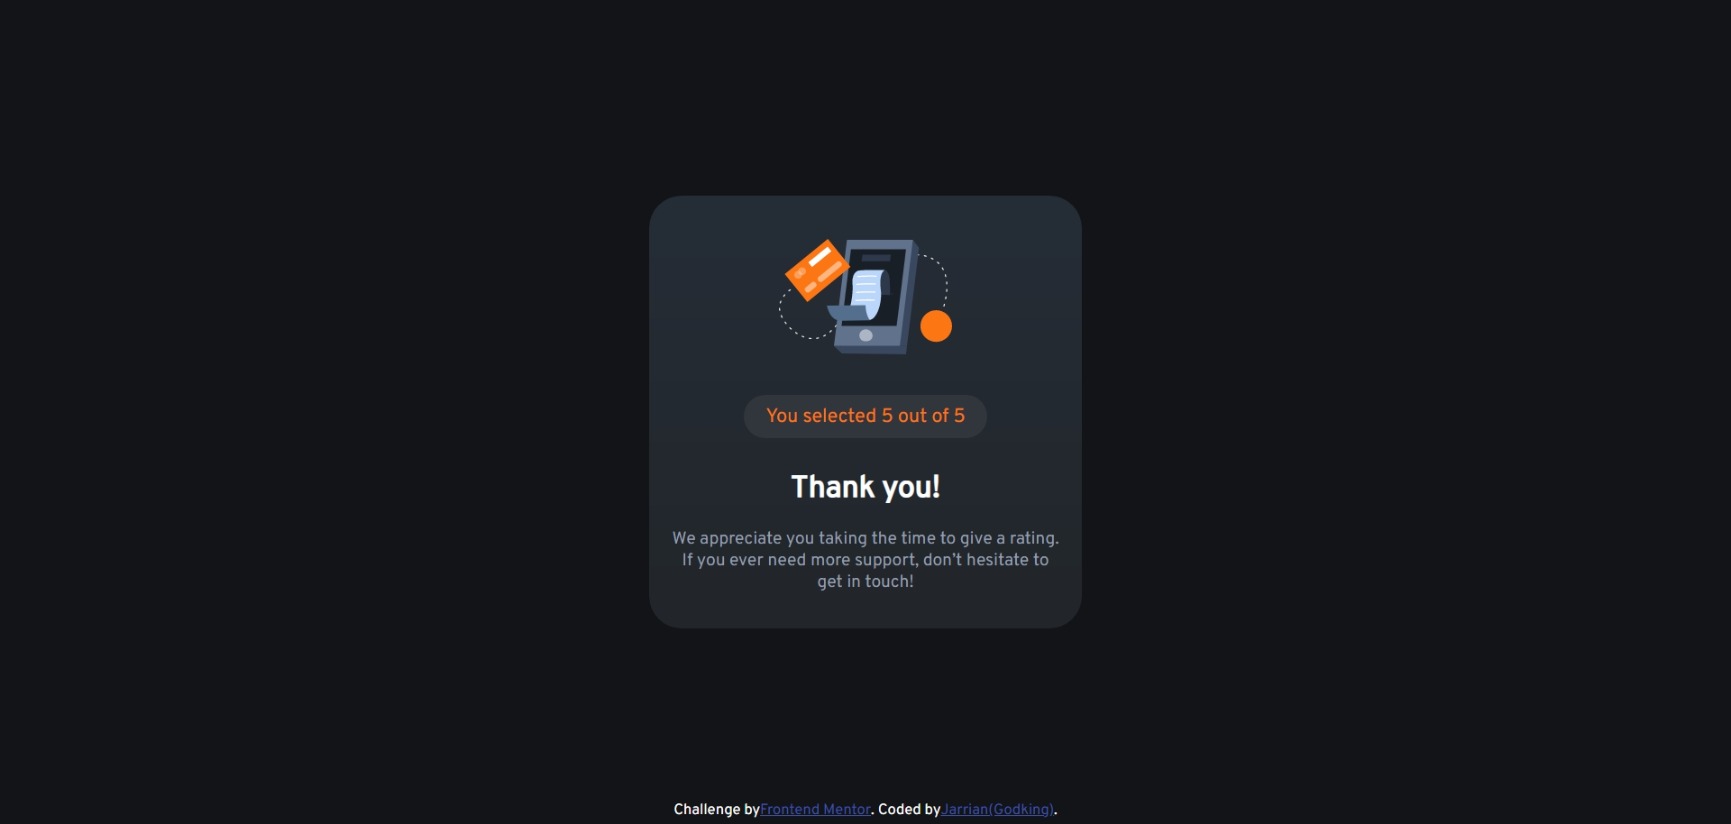 You selected 5 out of 5
Thank you!
We appreciate you taking the time to give a rating.
If you ever need more support, don’t hesitate to
get in touch!
Challenge byFrontend Mentor. Coded byJarrian(Godking).